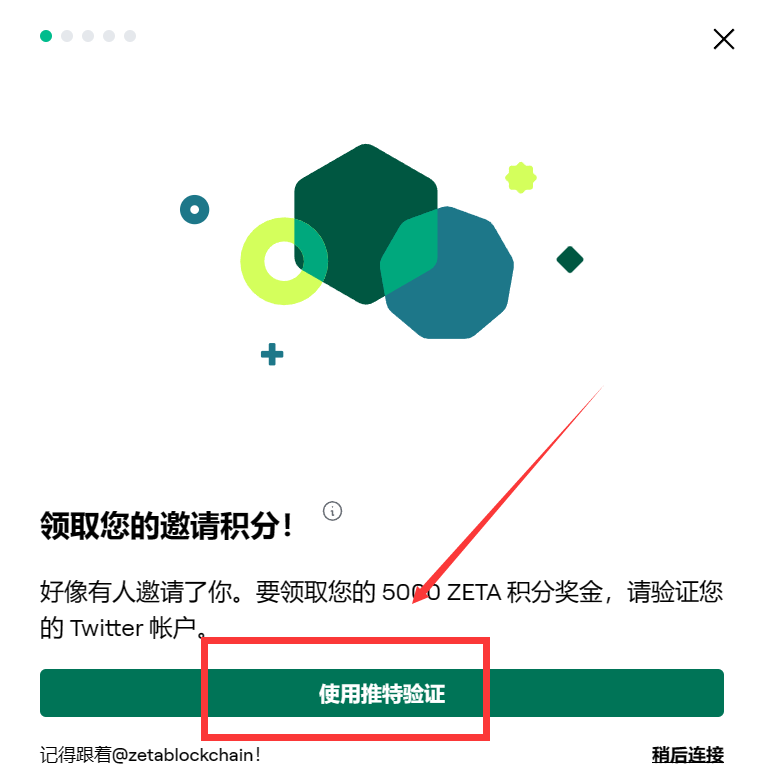 领取您的邀请积分！
好像有人邀请了你。要领取您的 5000 ZETA 积分奖金，请验证您
的 Twitter 帐户。
使用推特验证
记得跟着@zetablockchain！
稍后连接